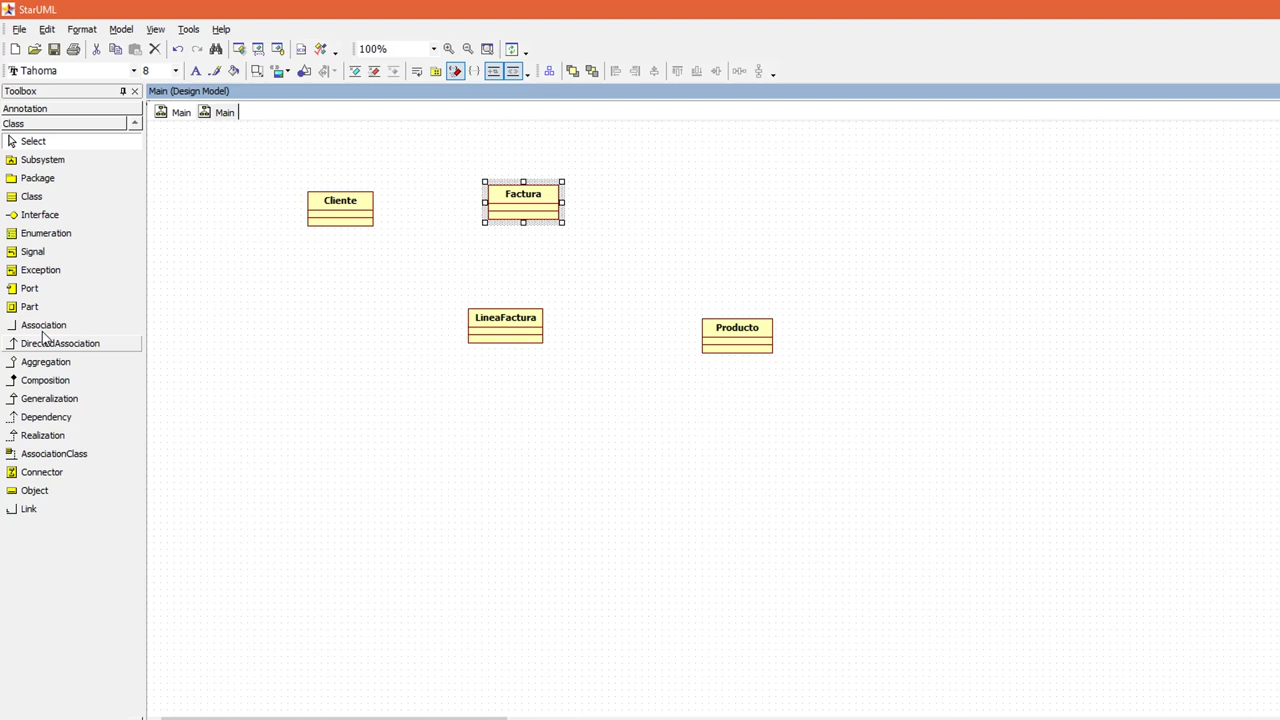 StarUML
File Edit Format Model View Tools Help
100%
Tahoma 8
Toolbox
Main (Design Model)
Annotation
Main Main
Class
Select
Subsystem
Package
Class
Interface
Enumeration
Signal
Exception
Port
Part
Association
DirectedAssociation
Aggregation
Composition
Generalization
Dependency
Realization
AssociationClass
Connector
Object
Link
Cliente
Factura
LineaFactura
Producto